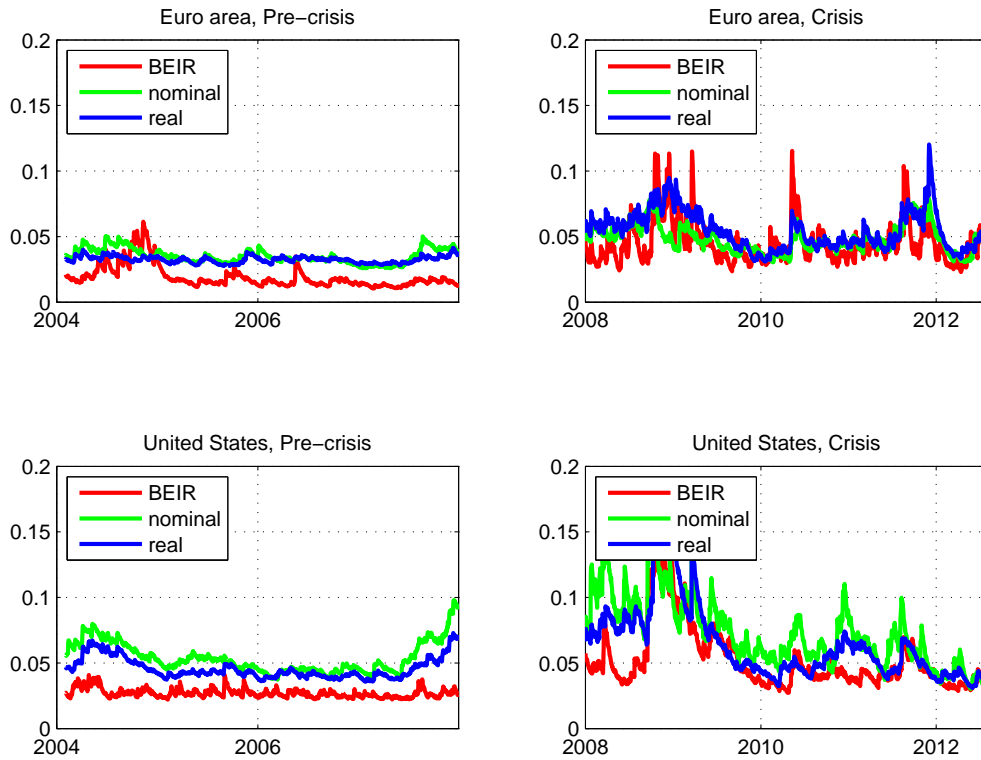 Euro area, Pre−crisis
0.2
0.15
0.1
0.05
0
2004
2006
BEIR
nominal
real
Euro area, Crisis
0.2
0.15
0.1
0.05
0
2008
2010
2012
BEIR
nominal
real
United States, Pre−crisis
0.2
0.15
0.1
0.05
0
2004
2006
BEIR
nominal
real
United States, Crisis
0.2
0.15
0.1
0.05
0
2008
2010
2012
BEIR
nominal
real